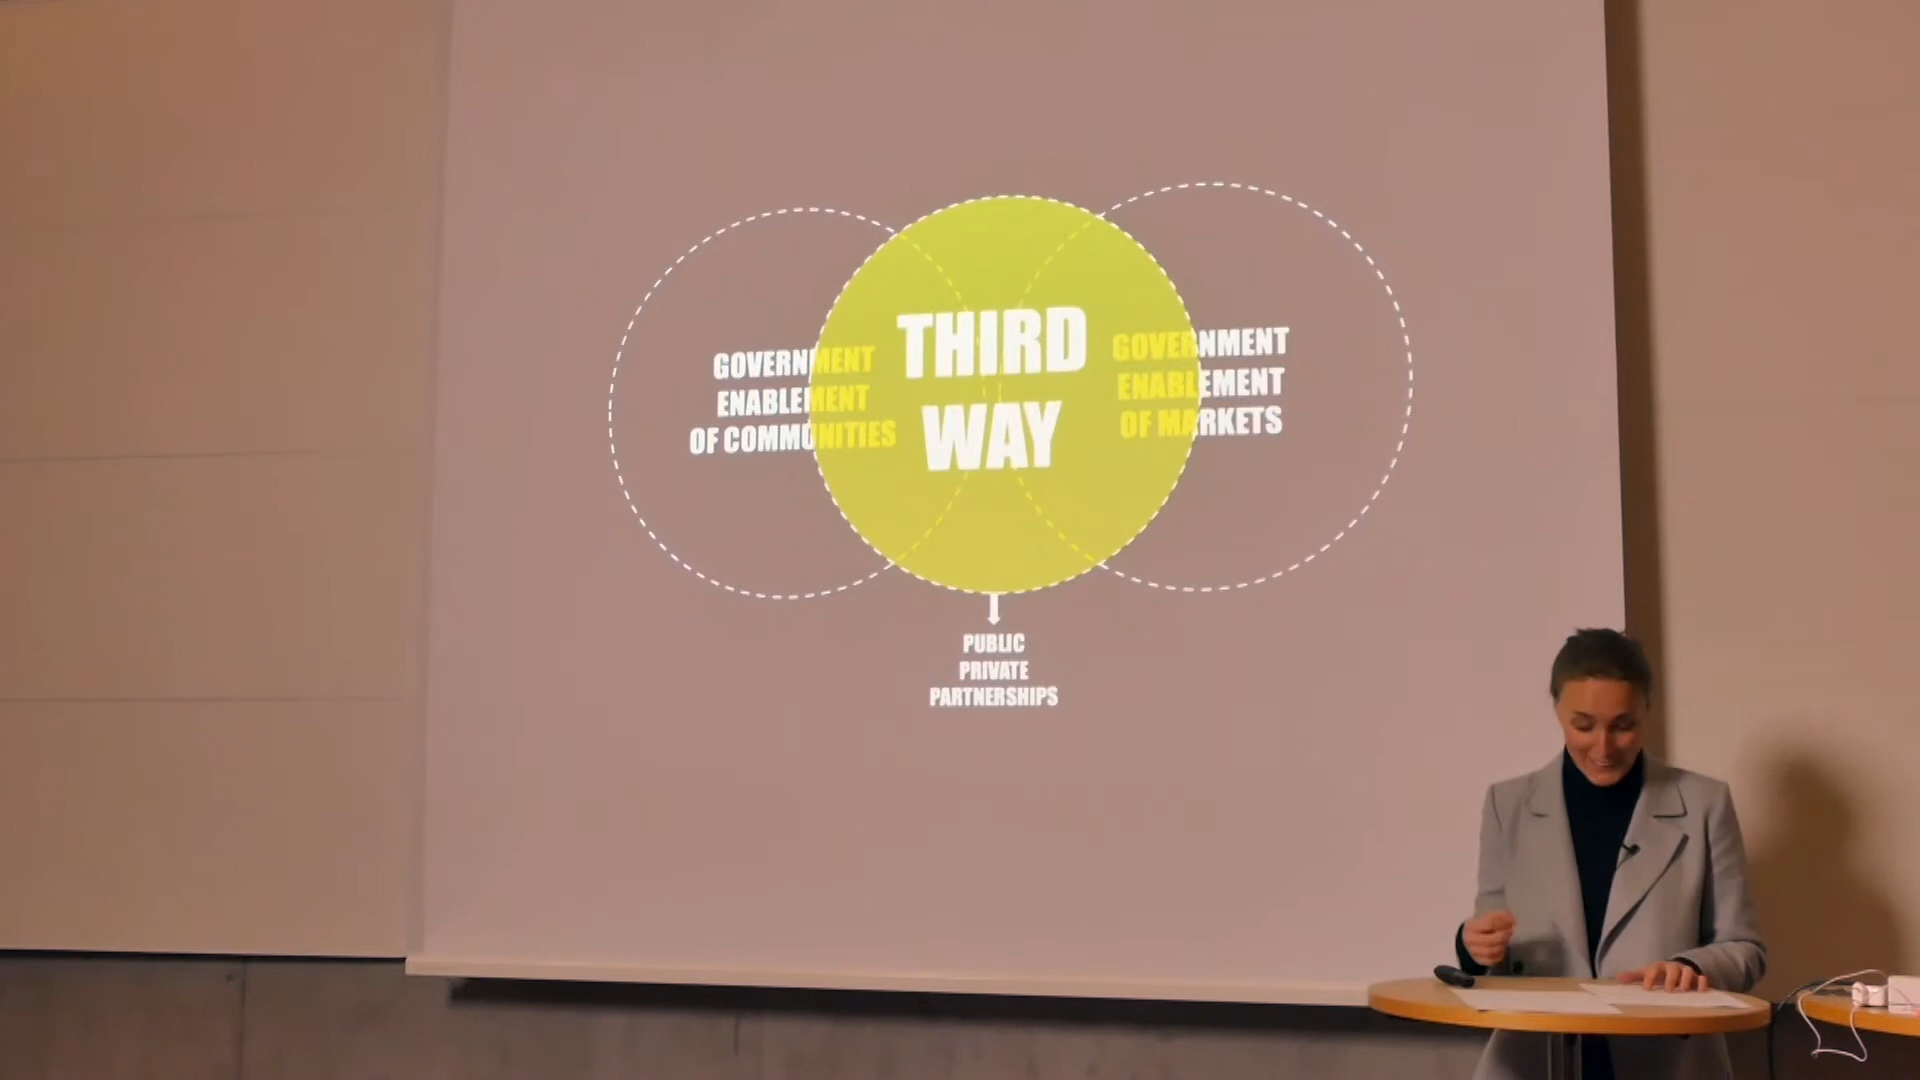 GOVERNMENT
ENABLEMENT
OF COMMUNITIES
THIRD
WAY
GOVERNMENT
ENABLEMENT
OF MARKETS
PUBLIC
PRIVATE
PARTNERSHIPS